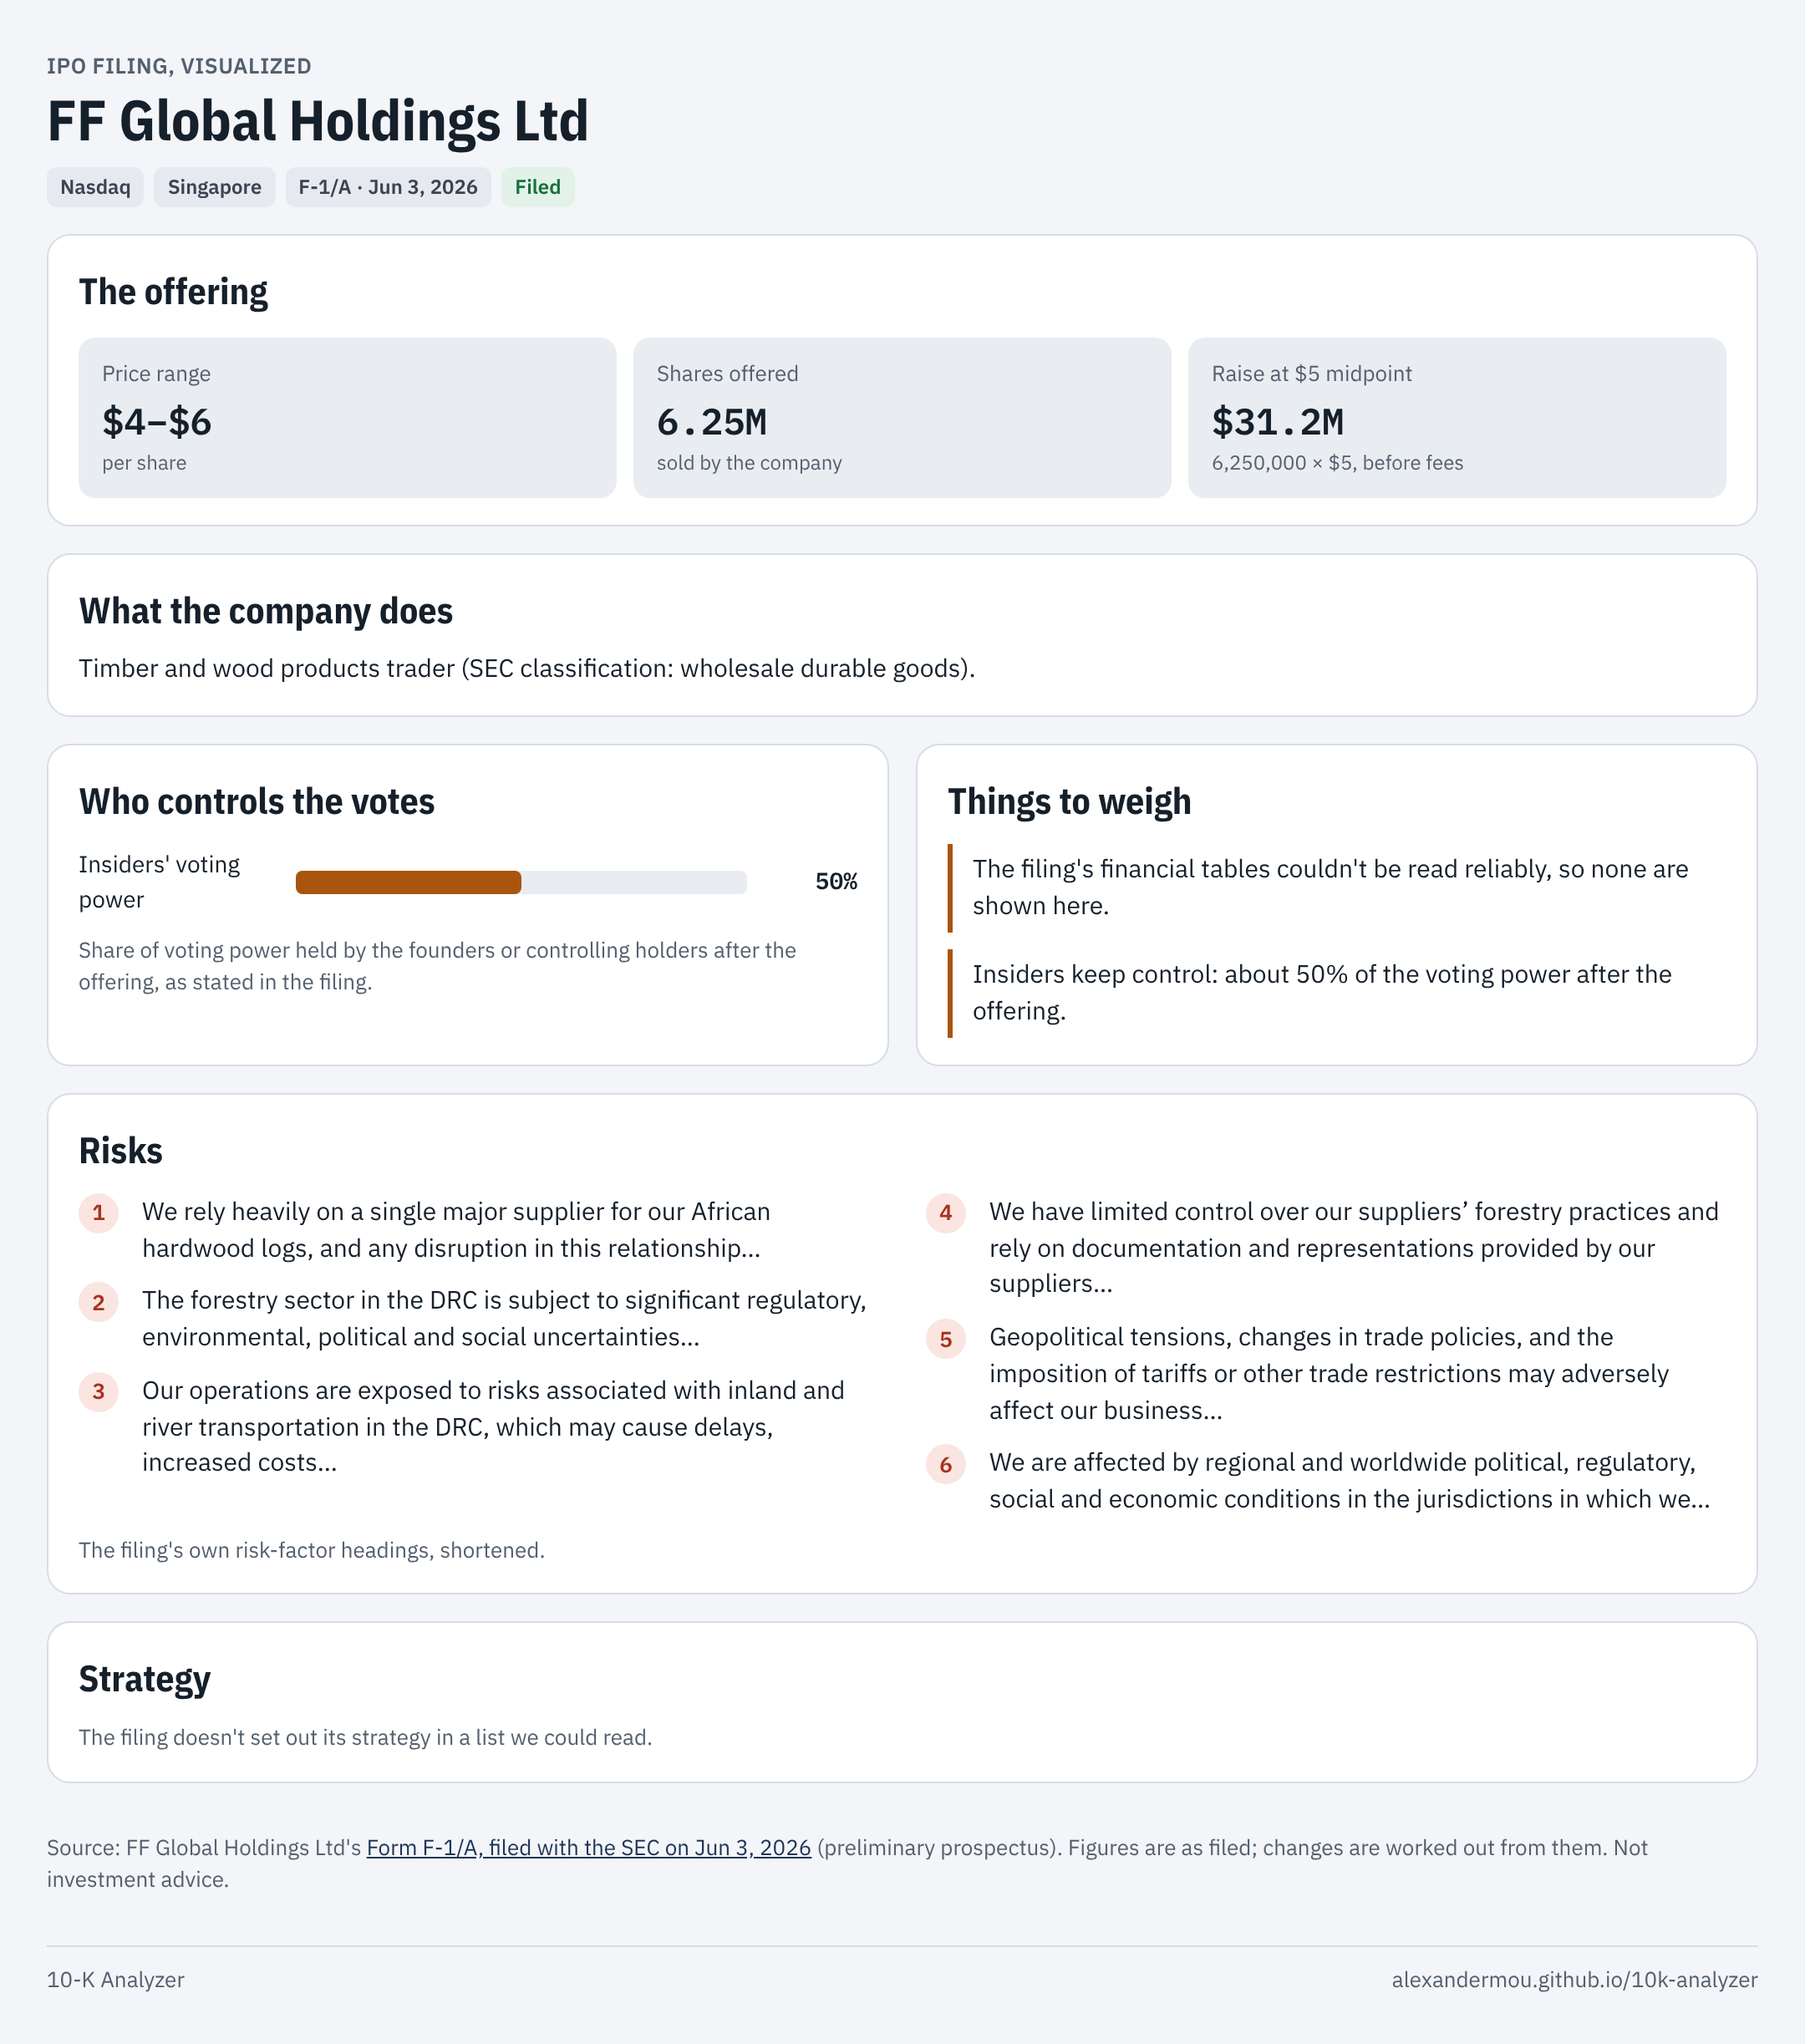 IPO FILING, VISUALIZED
FF Global Holdings Ltd
Nasdaq Singapore F-1/A · Jun 3, 2026 Filed
The offering
Price range
$4–$6
per share
Shares offered
6.25M
sold by the company
Raise at $5 midpoint
$31.2M
6,250,000 × $5, before fees
What the company does
Timber and wood products trader (SEC classification: wholesale durable goods).
Who controls the votes
Insiders' voting
power
50%
Share of voting power held by the founders or controlling holders after the
offering, as stated in the filing.
Things to weigh
The filing's financial tables couldn't be read reliably, so none are
shown here.
Insiders keep control: about 50% of the voting power after the
offering.
Risks
1 We rely heavily on a single major supplier for our African
hardwood logs, and any disruption in this relationship…
2 The forestry sector in the DRC is subject to significant regulatory,
environmental, political and social uncertainties…
3 Our operations are exposed to risks associated with inland and
river transportation in the DRC, which may cause delays,
increased costs…
4 We have limited control over our suppliers’ forestry practices and
rely on documentation and representations provided by our
suppliers…
5 Geopolitical tensions, changes in trade policies, and the
imposition of tariffs or other trade restrictions may adversely
affect our business…
6 We are affected by regional and worldwide political, regulatory,
social and economic conditions in the jurisdictions in which we…
The filing's own risk-factor headings, shortened.
Strategy
The filing doesn't set out its strategy in a list we could read.
Source: FF Global Holdings Ltd's Form F-1/A, filed with the SEC on Jun 3, 2026 (preliminary prospectus). Figures are as filed; changes are worked out from them. Not
investment advice.
10-K Analyzer
alexandermou.github.io/10k-analyzer